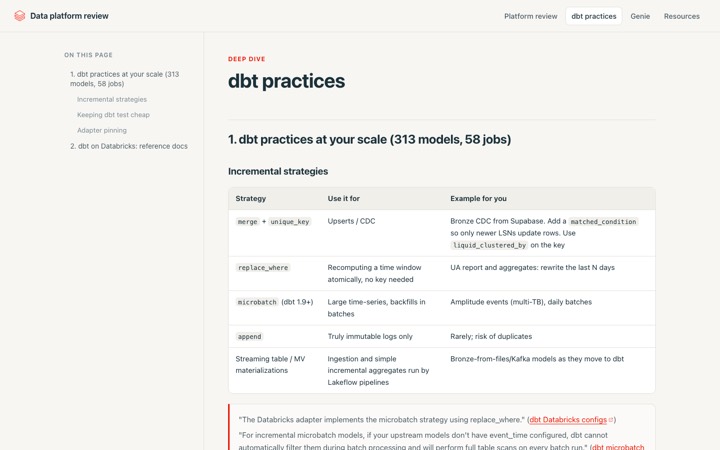 Data platform review
Platform review
dbt practices
Genie
Resources
ON THIS PAGE
1. dbt practices at your scale (313
models, 58 jobs)
Incremental strategies
Keeping dbt test cheap
Adapter pinning
2. dbt on Databricks: reference docs
DEEP DIVE
dbt practices
1. dbt practices at your scale (313 models, 58 jobs)
Incremental strategies
Strategy Use it for Example for you
merge + unique_key Upserts / CDC Bronze CDC from Supabase. Add a matched_condition
so only newer LSNs update rows. Use
liquid_clustered_by on the key
replace_where Recomputing a time window UA report and aggregates: rewrite the last N days
atomically, no key needed
microbatch (dbt 1.9+) Large time-series, backfills in Amplitude events (multi-TB), daily batches
batches
append Truly immutable logs only Rarely; risk of duplicates
Streaming table / MV Ingestion and simple Bronze-from-files/Kafka models as they move to dbt
materializations incremental aggregates run by
Lakeflow pipelines
"The Databricks adapter implements the microbatch strategy using replace_where." (dbt Databricks configs)
"For incremental microbatch models, if your upstream models don't have event_time configured, dbt cannot
automatically filter them during batch processing and will perform full table scans on every batch run." (dbt microbatch